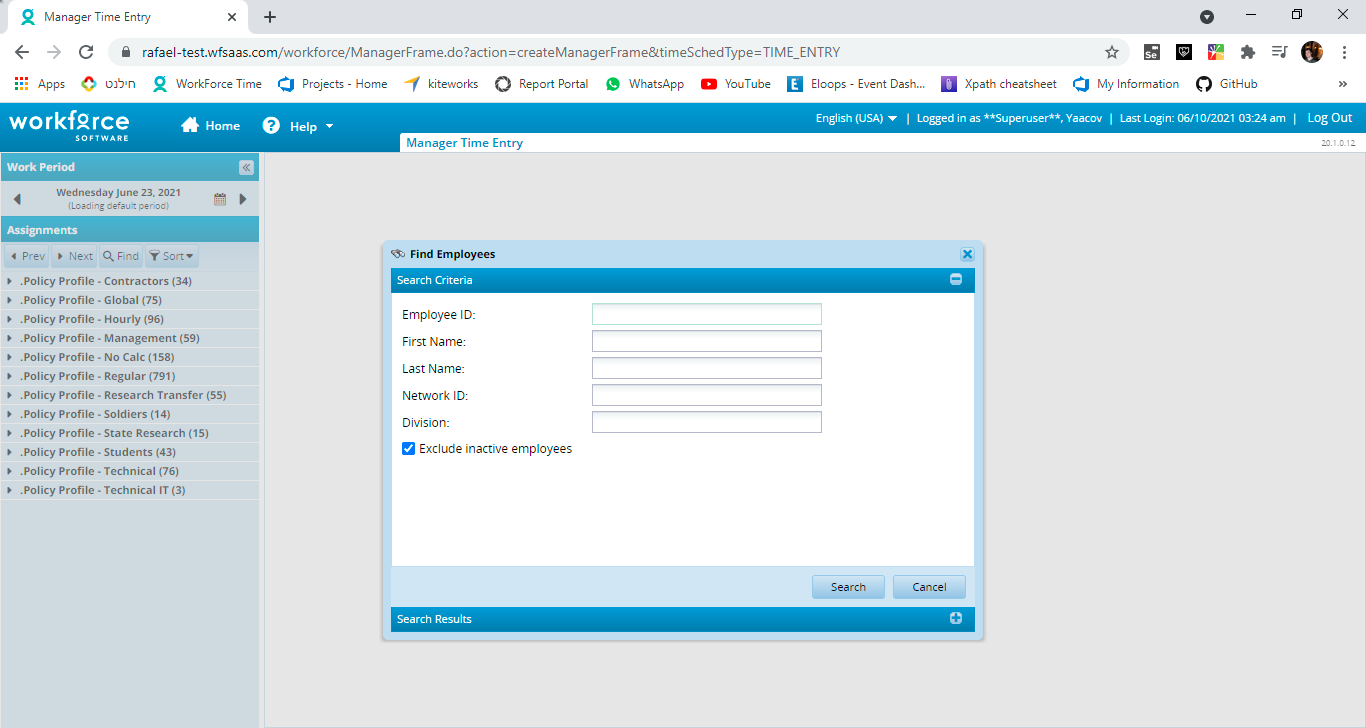 Manager Time Entry
rafael-test.wfsaas.com/workforce/ManagerFrame.do?action=createManagerFrame&timeSchedType=TIME_ENTRY
Se
Apps חילנט WorkForce Time Projects - Home kiteworks Report Portal WhatsApp YouTube E Eloops - Event Dash... Xpath cheatsheet My Information GitHub »
workforce
SOFTWARE
Home ? Help
English (USA) | Logged in as **Superuser**, Yaacov | Last Login: 06/10/2021 03:24 am | Log Out
Manager Time Entry
20.1.0.12
Work Period
Wednesday June 23, 2021
(Loading default period)
Assignments
Prev Next Find Sort
.Policy Profile - Contractors (34)
.Policy Profile - Global (75)
.Policy Profile - Hourly (96)
.Policy Profile - Management (59)
.Policy Profile - No Calc (158)
.Policy Profile - Regular (791)
.Policy Profile - Research Transfer (55)
.Policy Profile - Soldiers (14)
.Policy Profile - State Research (15)
.Policy Profile - Students (43)
.Policy Profile - Technical (76)
.Policy Profile - Technical IT (3)
Find Employees
Search Criteria
Employee ID:
First Name:
Last Name:
Network ID:
Division:
Exclude inactive employees
Search Cancel
Search Results